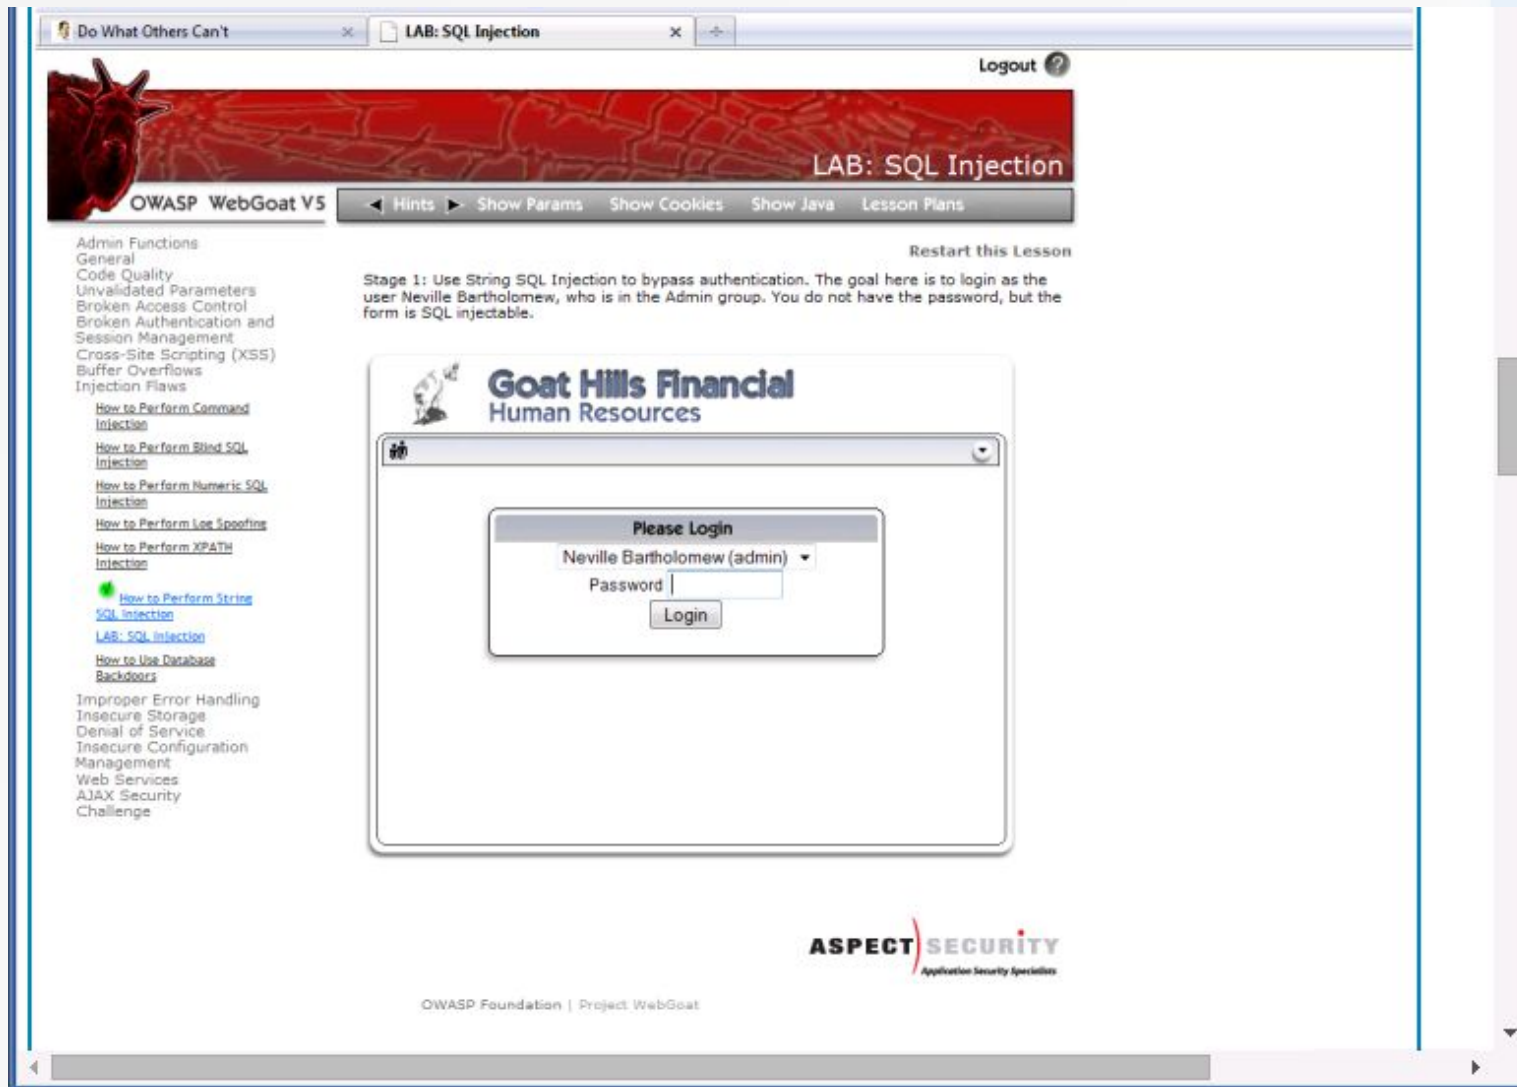 Do What Others Can't
LAB: SQL Injection
Logout ?
LAB: SQL Injection
OWASP WebGoat V5
Hints Show Params Show Cookies Show Java Lesson Plans
Admin Functions
General
Code Quality
Unvalidated Parameters
Broken Access Control
Broken Authentication and
Session Management
Cross-Site Scripting (XSS)
Buffer Overflows
Injection Flaws
How to Perform Command
Injection
How to Perform Blind SQL
Injection
How to Perform Numeric SQL
Injection
How to Perform Log Spoofing
How to Perform XPATH
Injection
How to Perform String
SQL Injection
LAB: SQL Injection
How to Use Database
Backdoors
Improper Error Handling
Insecure Storage
Denial of Service
Insecure Configuration
Management
Web Services
AJAX Security
Challenge
Restart this Lesson
Stage 1: Use String SQL Injection to bypass authentication. The goal here is to login as the
user Neville Bartholomew, who is in the Admin group. You do not have the password, but the
form is SQL injectable.
Goat Hills Financial
Human Resources
Please Login
Neville Bartholomew (admin)
Password
Login
ASPECT SECURITY
Application Security Specialists
OWASP Foundation | Project WebGoat